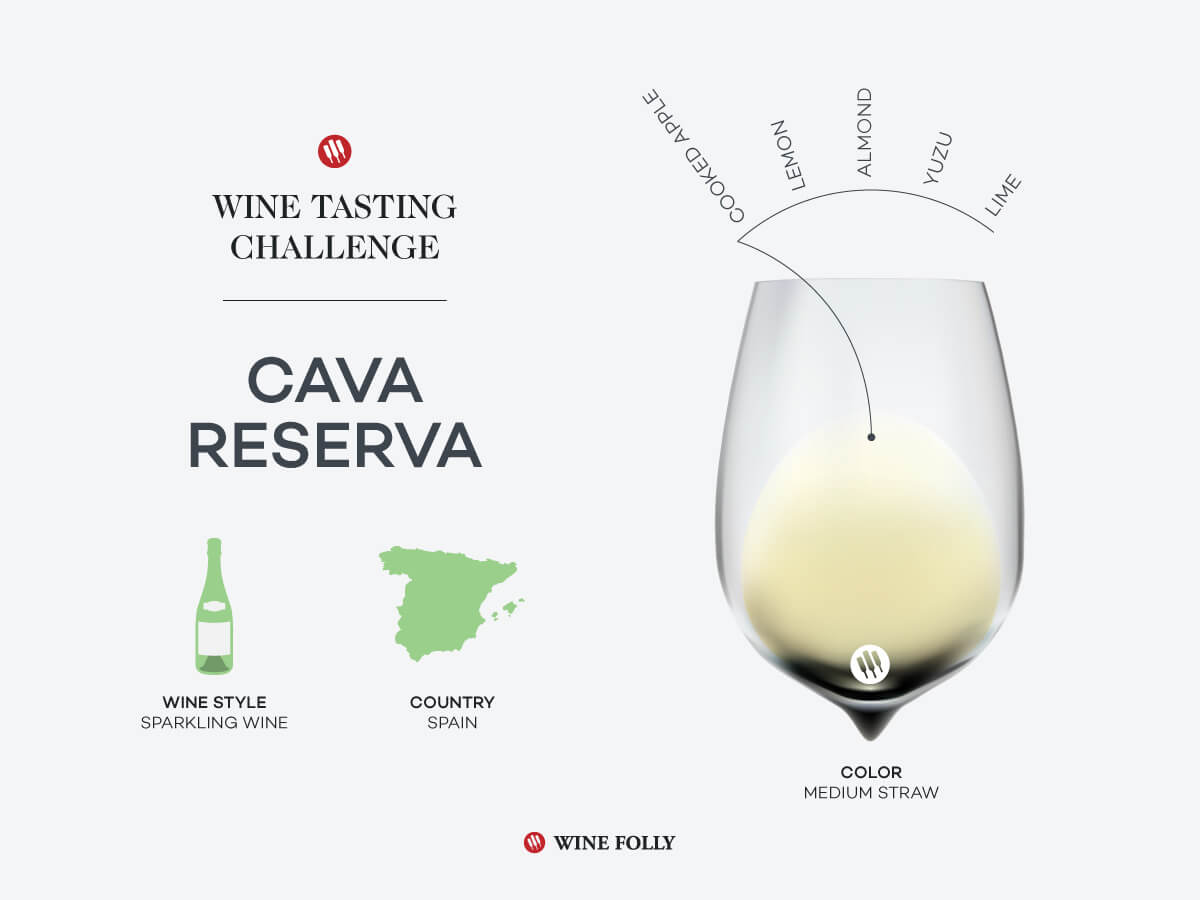 WINE TASTING
CHALLENGE
CAVA
RESERVA
WINE STYLE
SPARKLING WINE
COUNTRY
SPAIN
COOKED APPLE
LEMON
ALMOND
YUZU
LIME
COLOR
MEDIUM STRAW
WINE FOLLY